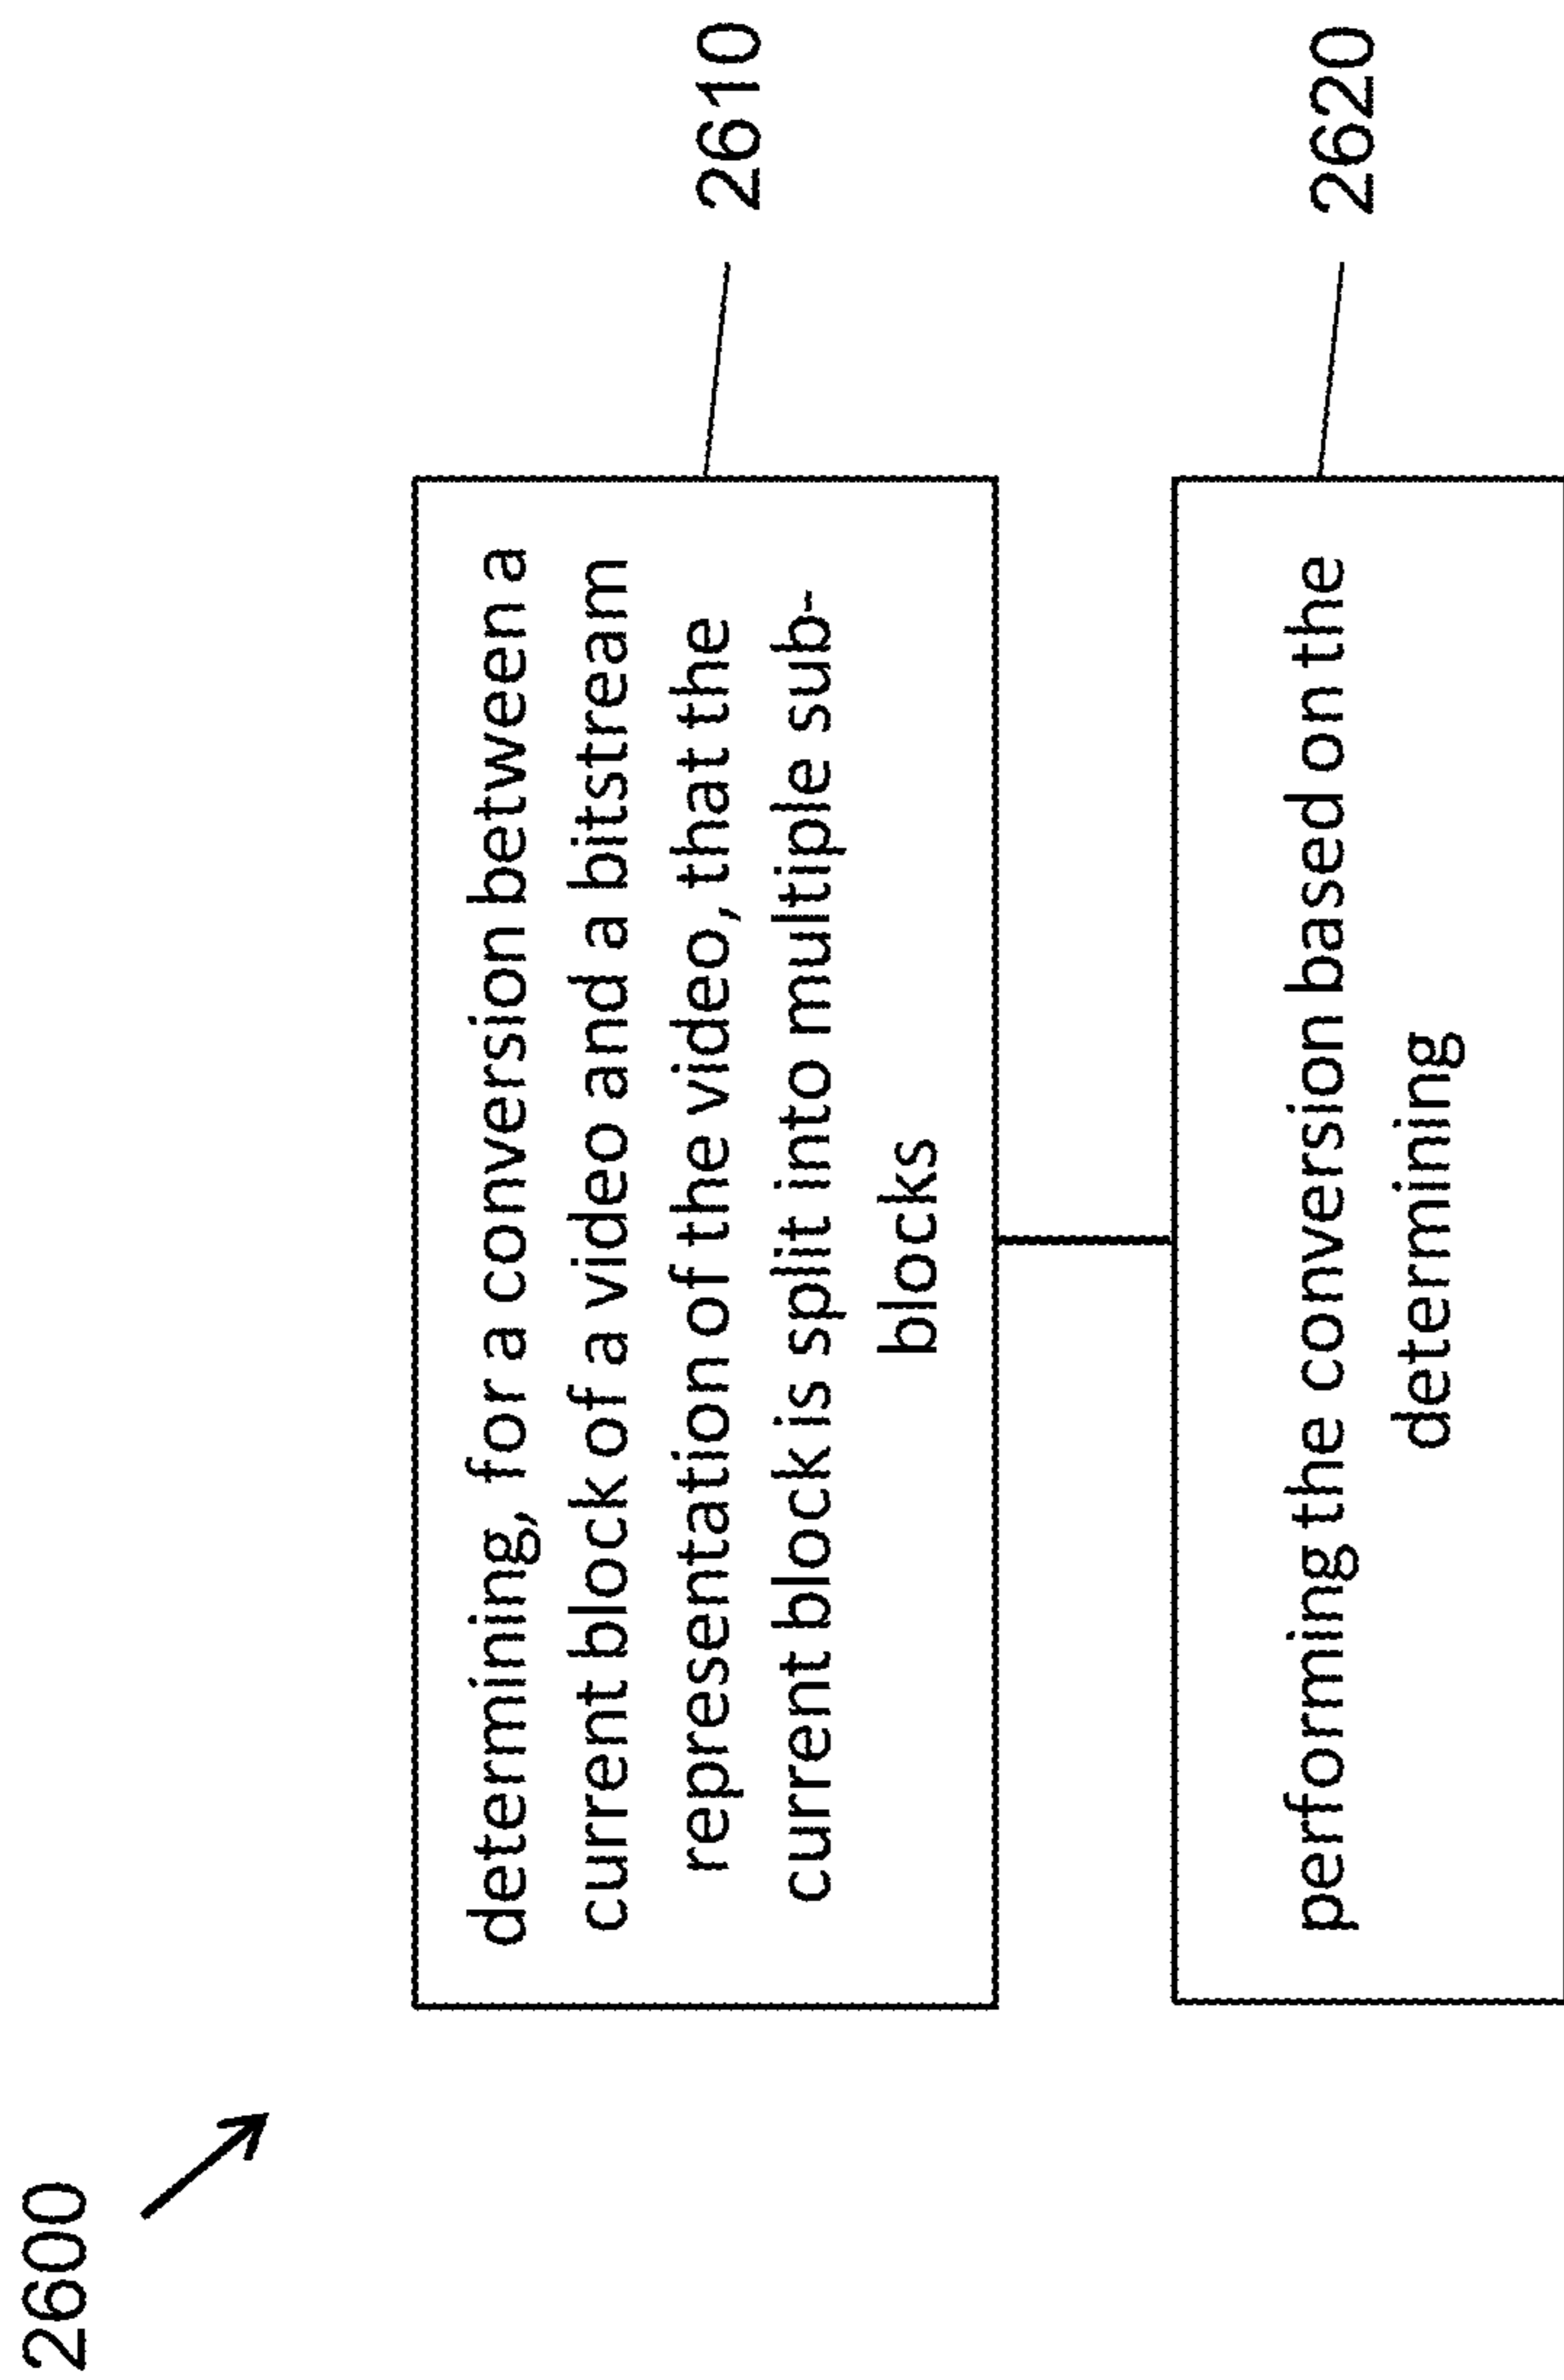 2600
determining, for a conversion between a
current block of a video and a bitstream
representation of the video, that the
current block is split into multiple sub-
blocks
2610
performing the conversion based on the
determining
2620